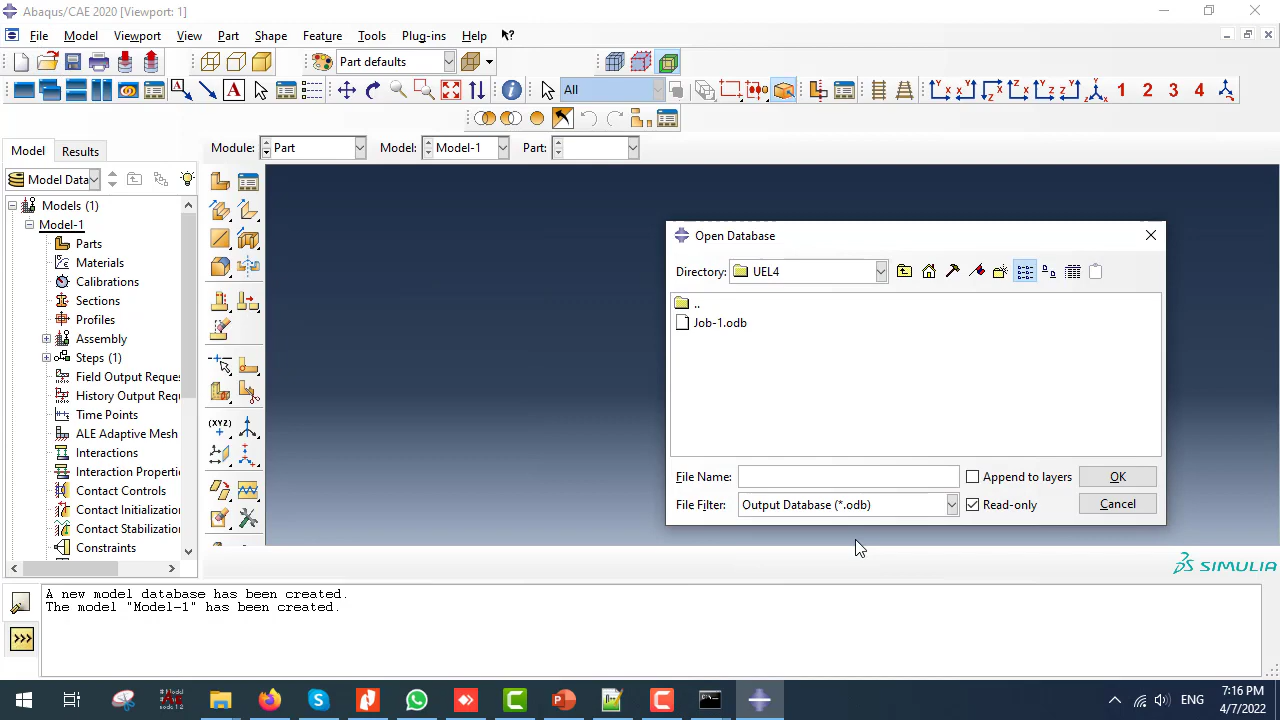 Abaqus/CAE 2020 [Viewport: 1]
File Model Viewport View Part Shape Feature Tools Plug-ins Help
Part defaults
All
1 2 3 4
Model Results
Module: Part Model: Model-1 Part:
Model Data
Models (1)
Model-1
Parts
Materials
Calibrations
Sections
Profiles
Assembly
Steps (1)
Field Output Reque
History Output Req
Time Points
ALE Adaptive Mesh
Interactions
Interaction Properti
Contact Controls
Contact Initializatio
Contact Stabilizatio
Constraints
(XYZ)
Open Database
Directory: UEL4
..
Job-1.odb
File Name: Append to layers OK
File Filter: Output Database (*.odb) Read-only Cancel
SIMULIA
A new model database has been created.
The model "Model-1" has been created.
>>>
ENG
7:16 PM
4/7/2022